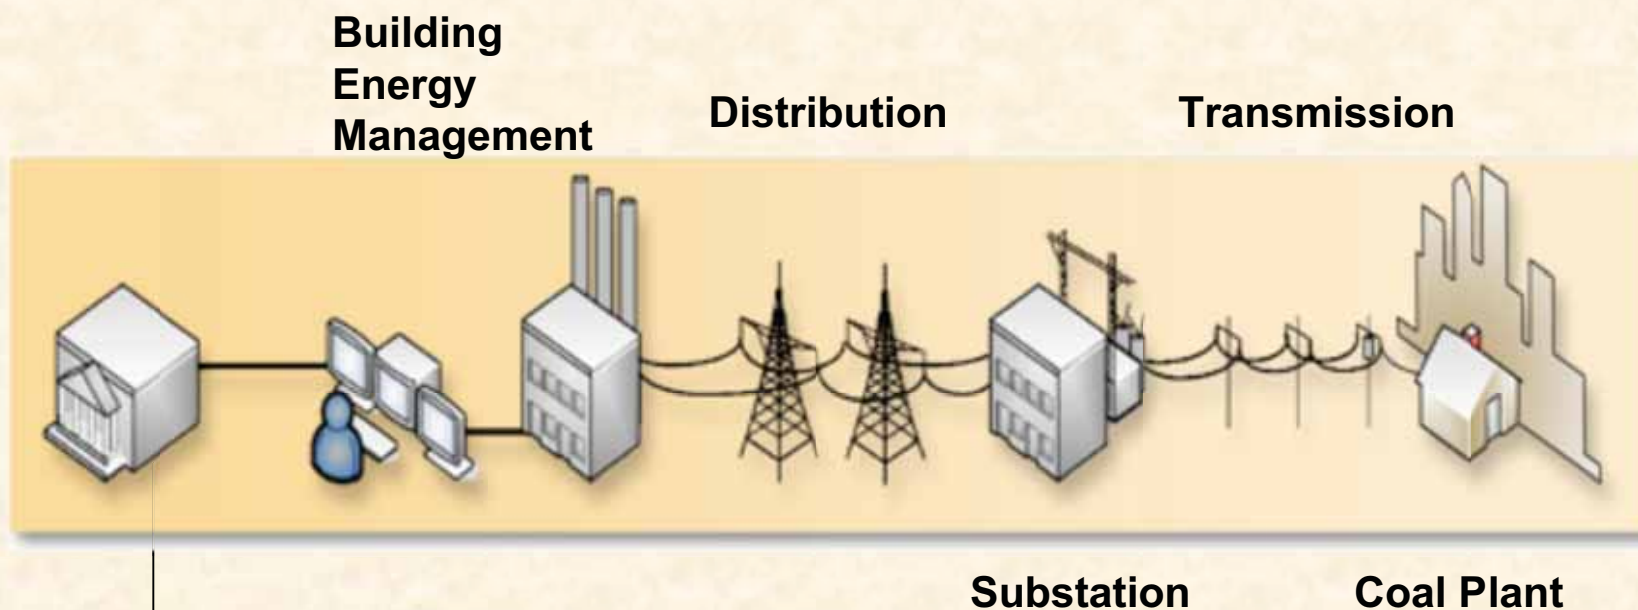 Building
Energy
Management
Distribution
Transmission
Substation
Coal Plant